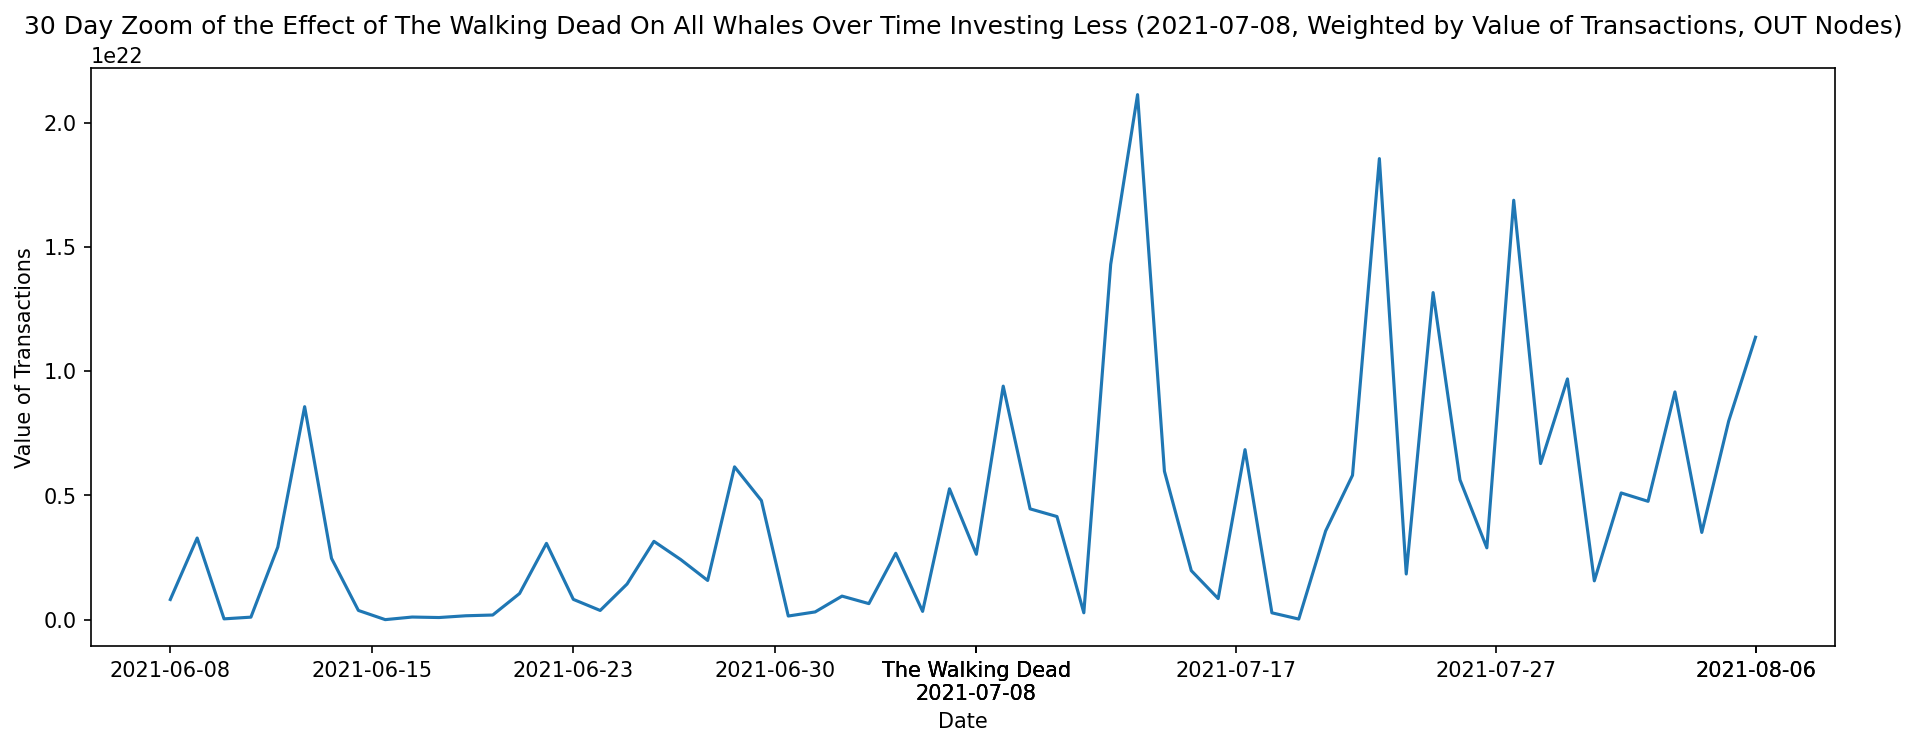 30 Day Zoom of the Effect of The Walking Dead On All Whales Over Time Investing Less (2021-07-08, Weighted by Value of Transactions, OUT Nodes)
1e22
2.0
1.5
1.0
0.5
0.0
Value of Transactions
2021-06-08 2021-06-15 2021-06-23 2021-06-30 The Walking Dead 2021-07-17 2021-07-27 2021-08-06
2021-07-08
Date